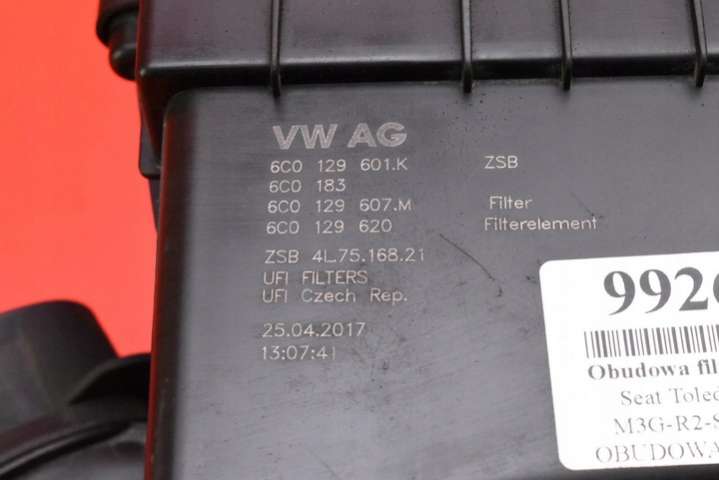 VW AG
6C0 129 601.K ZSB
6C0 183
6C0 129 607.M Filter
6C0 129 620 Filterelement
ZSB 4L75.168.21
UFI FILTERS
UFI Czech Rep.
25.04.2017
13:07:41
992
Obudowa fil
Seat Toled
M3G-R2-S
OBUDOWA